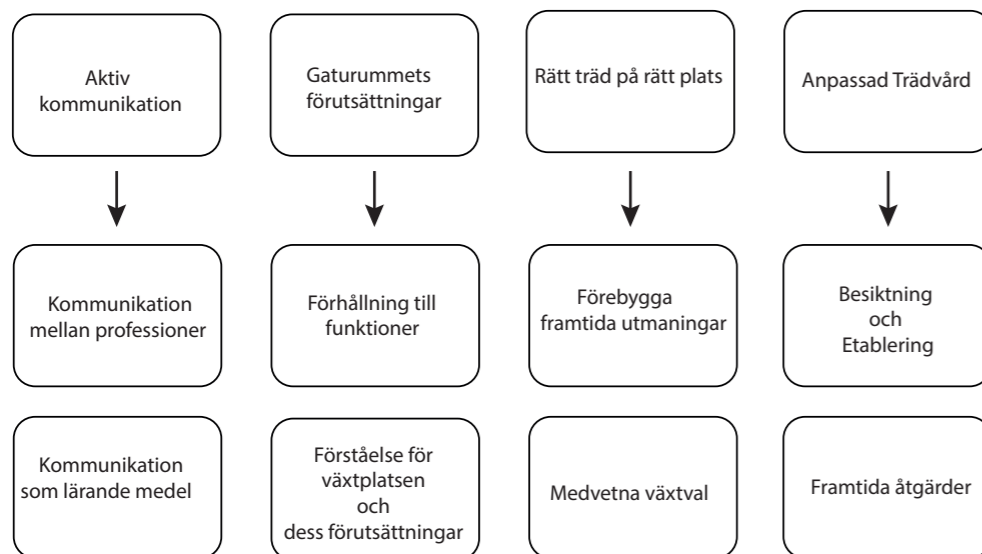 Aktiv
kommunikation
Gaturummets
förutsättningar
Rätt träd på rätt plats
Anpassad Trädvård
Kommunikation
mellan professioner
Förhållning till
funktioner
Förebygga
framtida utmaningar
Besiktning
och
Etablering
Kommunikation
som lärande medel
Förståelse för
växtplatsen
och
dess förutsättningar
Medvetna växtval
Framtida åtgärder